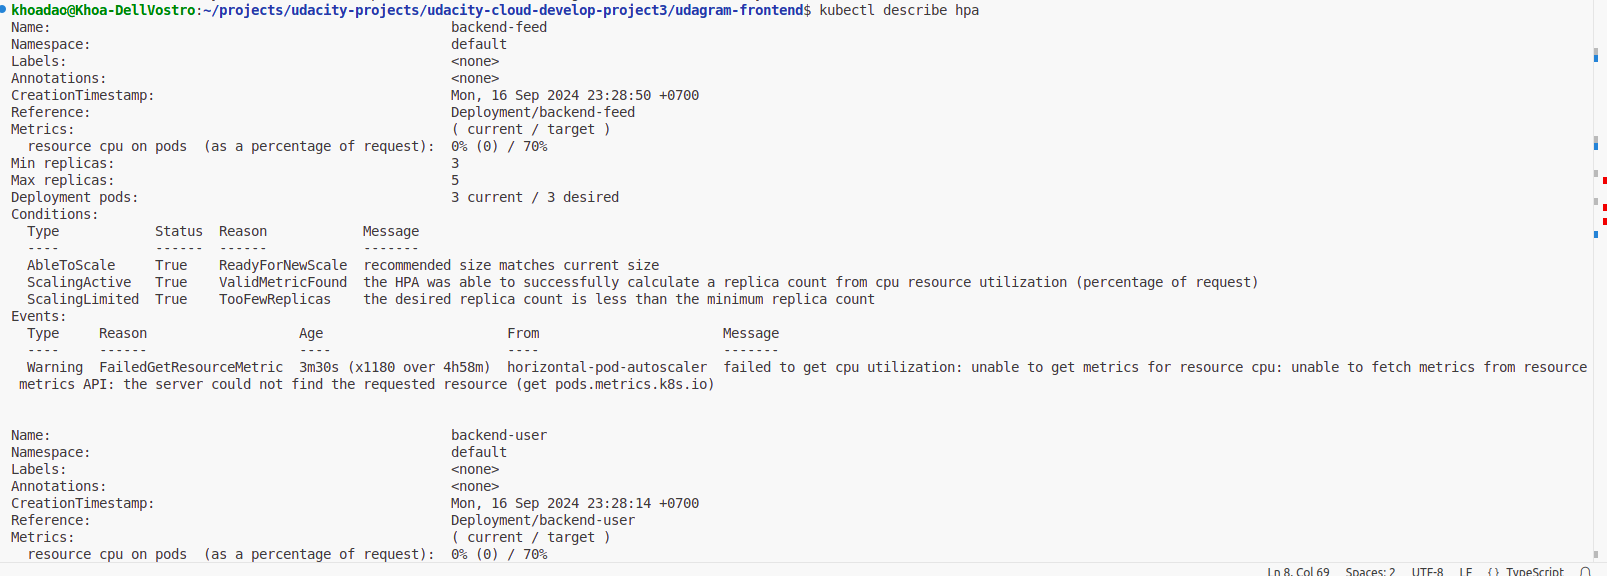 khoadao@Khoa-DellVostro:~/projects/udacity-projects/udacity-cloud-develop-project3/udagram-frontend$ kubectl describe hpa
Name:                                                  backend-feed
Namespace:                                             default
Labels:                                                <none>
Annotations:                                           <none>
CreationTimestamp:                                     Mon, 16 Sep 2024 23:28:50 +0700
Reference:                                             Deployment/backend-feed
Metrics:                                               ( current / target )
  resource cpu on pods  (as a percentage of request):  0% (0) / 70%
Min replicas:                                          3
Max replicas:                                          5
Deployment pods:                                       3 current / 3 desired
Conditions:
  Type            Status  Reason            Message
  ----            ------  ------            -------
  AbleToScale     True    ReadyForNewScale  recommended size matches current size
  ScalingActive   True    ValidMetricFound  the HPA was able to successfully calculate a replica count from cpu resource utilization (percentage of request)
  ScalingLimited  True    TooFewReplicas    the desired replica count is less than the minimum replica count
Events:
  Type     Reason                   Age                      From                       Message
  ----     ------                   ----                     ----                       -------
  Warning  FailedGetResourceMetric  3m30s (x1180 over 4h58m)  horizontal-pod-autoscaler  failed to get cpu utilization: unable to get metrics for resource cpu: unable to fetch metrics from resource
 metrics API: the server could not find the requested resource (get pods.metrics.k8s.io)
Name:                                                  backend-user
Namespace:                                             default
Labels:                                                <none>
Annotations:                                           <none>
CreationTimestamp:                                     Mon, 16 Sep 2024 23:28:14 +0700
Reference:                                             Deployment/backend-user
Metrics:                                               ( current / target )
  resource cpu on pods  (as a percentage of request):  0% (0) / 70%
Ln 8, Col 69 Spaces: 2 UTF-8 LF {} TypeScript